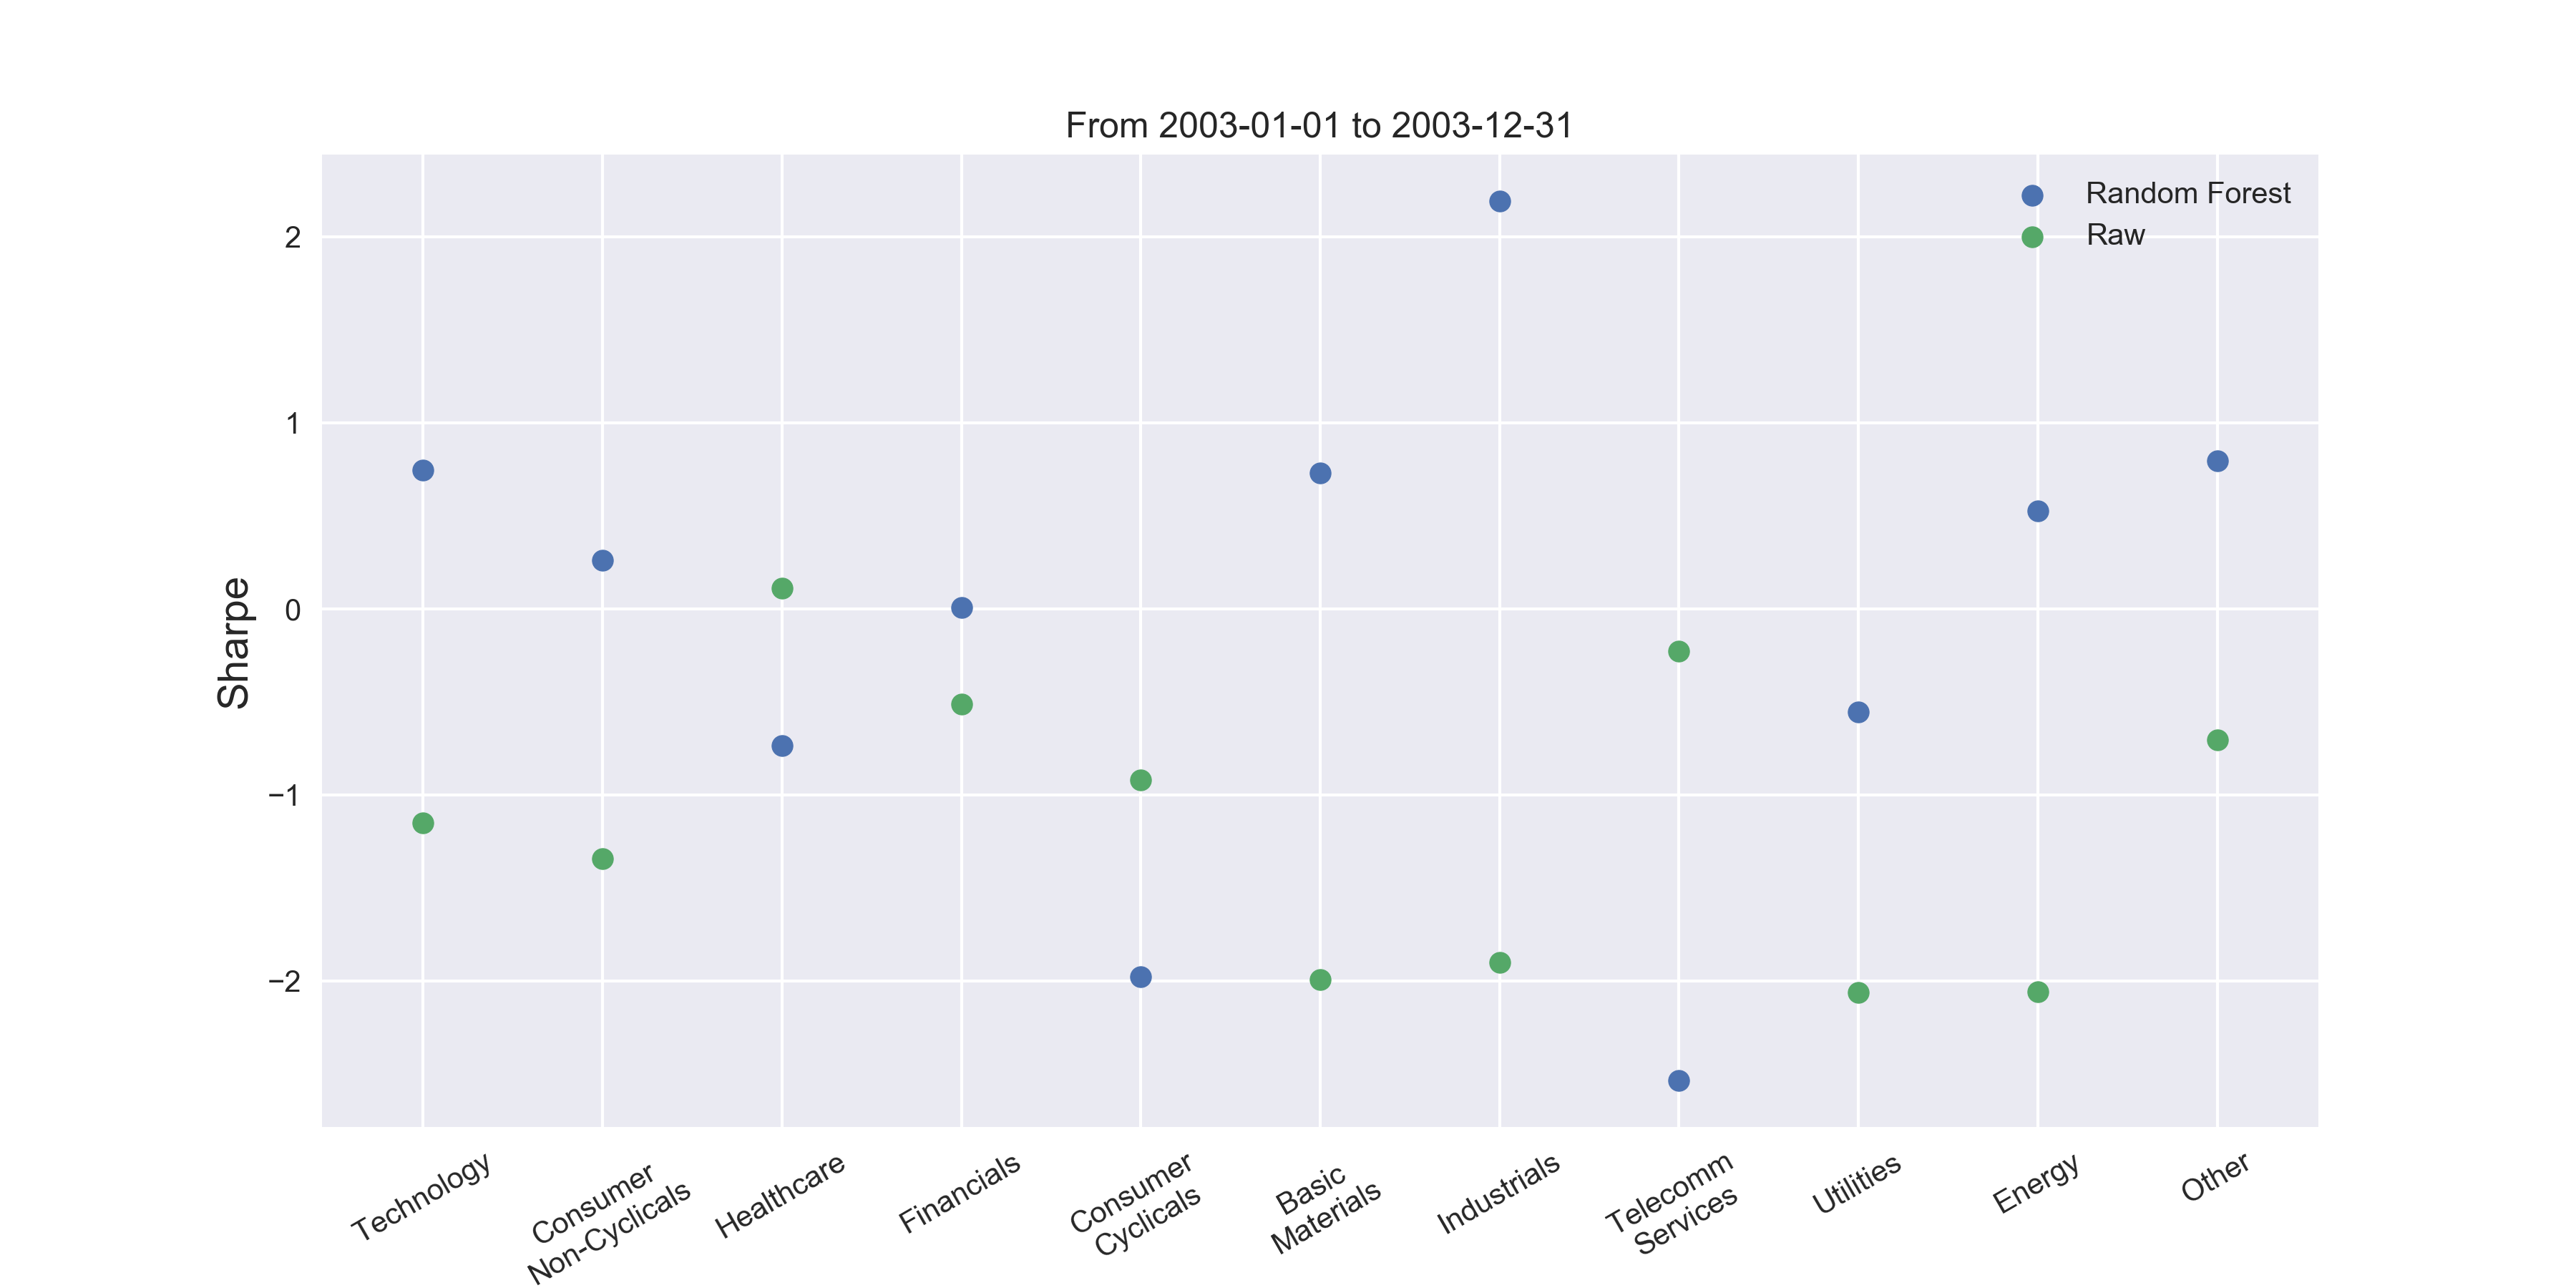 From 2003-01-01 to 2003-12-31
Random Forest
Raw
2
1
0
−1
−2
Sharpe
Technology
Consumer
Non-Cyclicals
Healthcare
Financials
Consumer
Cyclicals
Basic
Materials
Industrials
Telecomm
Services
Utilities
Energy
Other